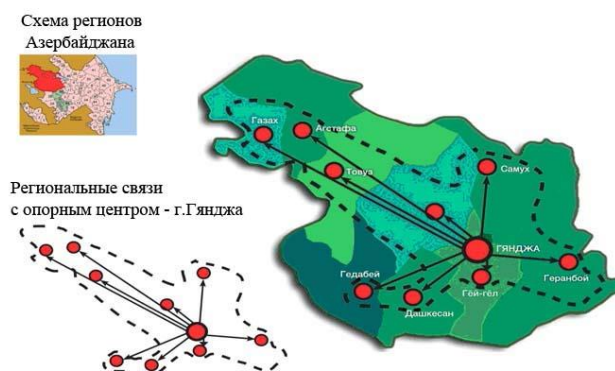 Схема регионов
Азербайджана
Газах
Агстафа
Товуз
Самух
ГЯНДЖА
Геранбой
Гёй-гёл
Гедабей
Дашкесан
Региональные связи
с опорным центром - г.Гянджа